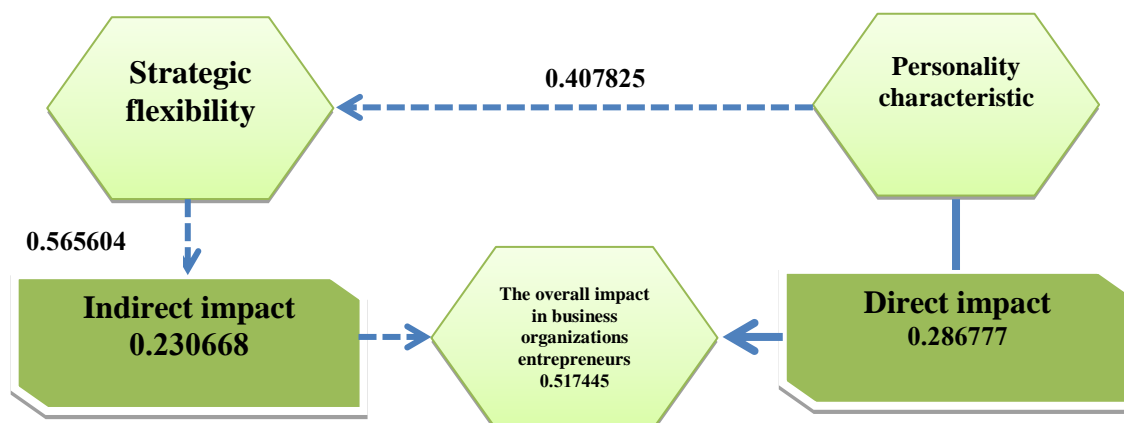 Strategic
flexibility
0.407825
Personality
characteristic
0.565604
Indirect impact
0.230668
The overall impact
in business
organizations
entrepreneurs
0.517445
Direct impact
0.286777